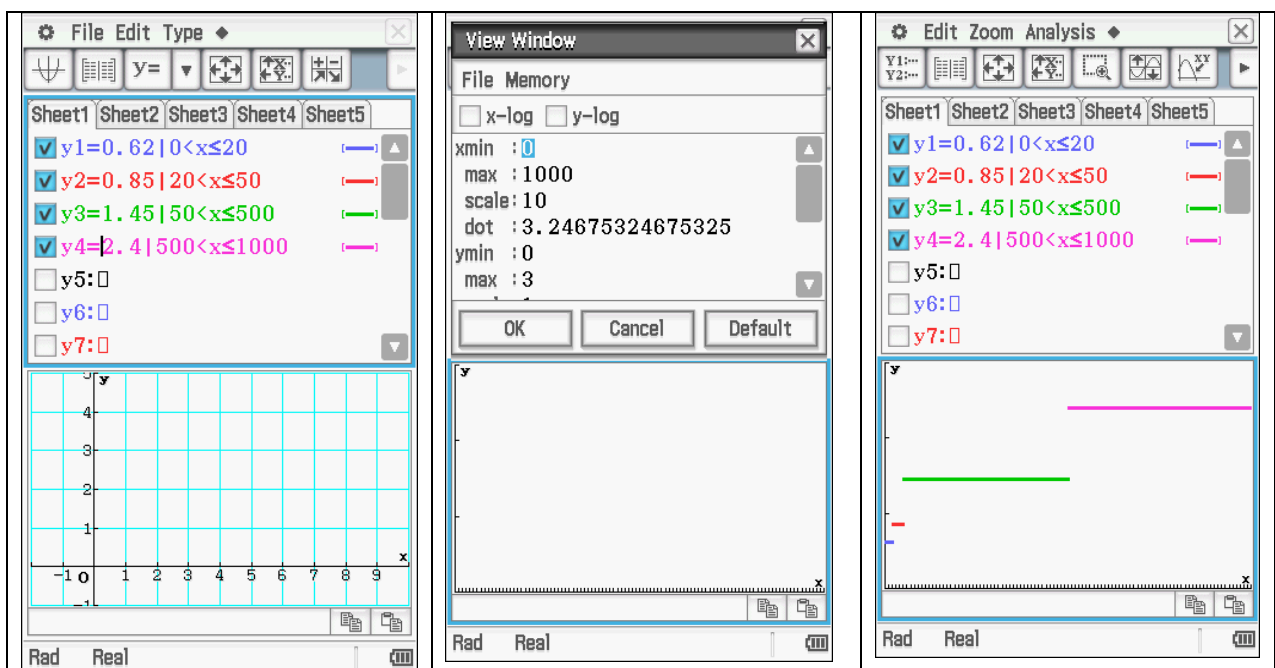 File Edit Type
Y=
Sheet1 Sheet2 Sheet3 Sheet4 Sheet5
y1=0.62|0<x≤20
y2=0.85|20<x≤50
y3=1.45|50<x≤500
y4=2.4|500<x≤1000
y5:
y6:
y7:
y
4
3
2
1
x
-1 0 1 2 3 4 5 6 7 8 9
Rad Real
View Window
File Memory
x-log y-log
xmin :0
max :1000
scale:10
dot :3.24675324675325
ymin :0
max :3
OK Cancel Default
y
x
Rad Real
Edit Zoom Analysis
Y1:···
Y2:···
XY
Sheet1 Sheet2 Sheet3 Sheet4 Sheet5
y1=0.62|0<x≤20
y2=0.85|20<x≤50
y3=1.45|50<x≤500
y4=2.4|500<x≤1000
y5:
y6:
y7:
y
x
Rad Real